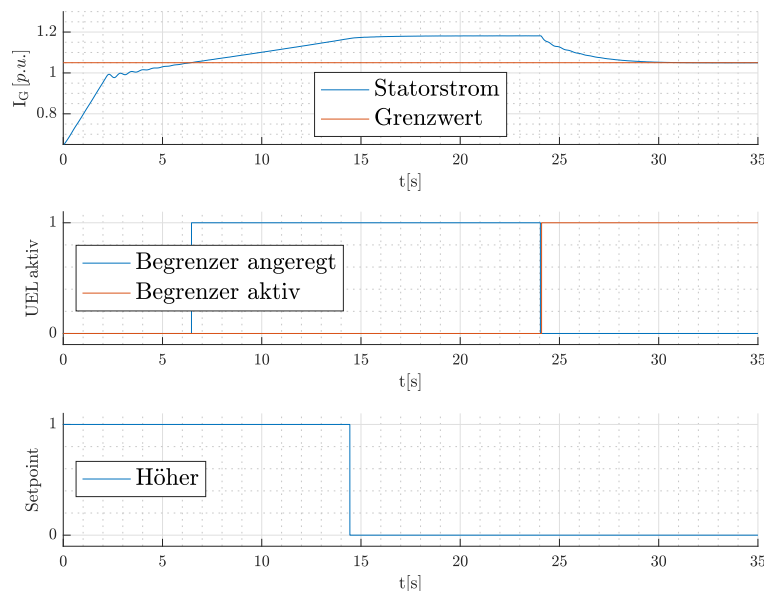 1.2
1
0.8
I_G [p.u.]
Statorstrom
Grenzwert
0 5 10 15 20 25 30 35
t[s]
1
0
UEL aktiv
Begrenzer angeregt
Begrenzer aktiv
0 5 10 15 20 25 30 35
t[s]
1
0
Setpoint
Höher
0 5 10 15 20 25 30 35
t[s]